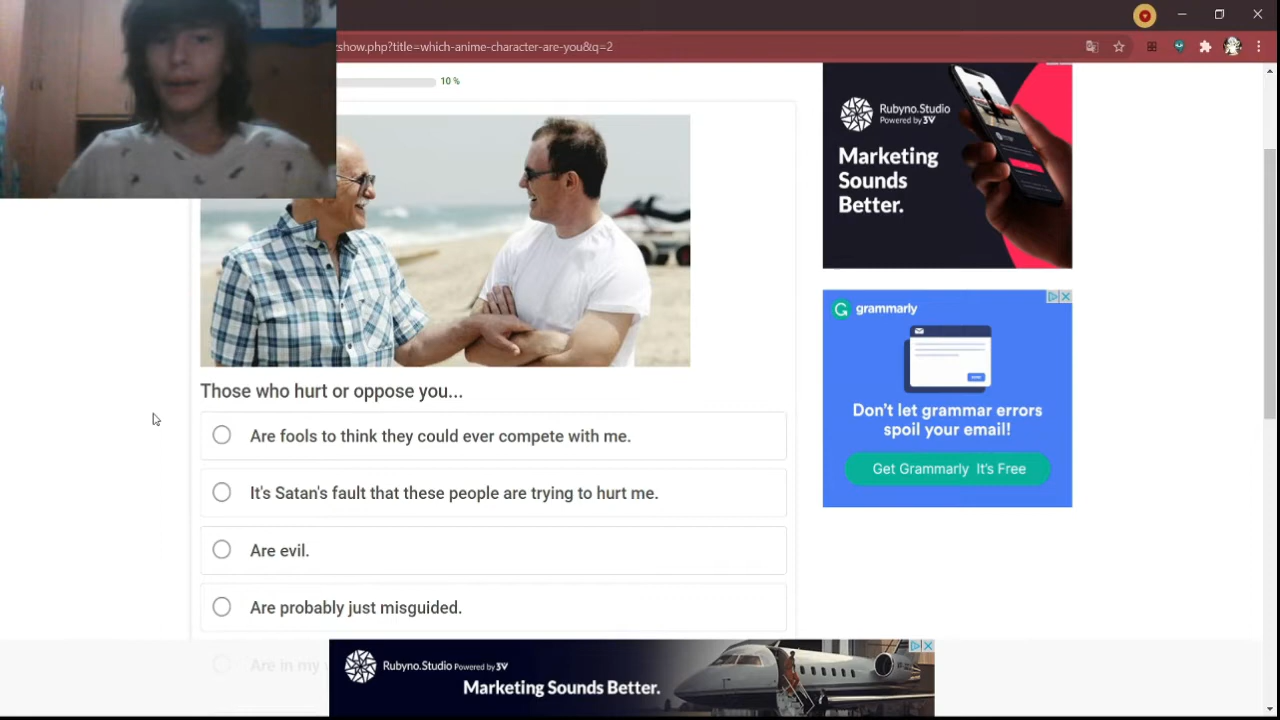 show.php?title=which-anime-character-are-you&q=2
10 %
Rubyno.Studio
Powered by 3V
Marketing
Sounds
Better.
grammarly
Don't let grammar errors
spoil your email!
Get Grammarly It's Free
Those who hurt or oppose you...
Are fools to think they could ever compete with me.
It's Satan's fault that these people are trying to hurt me.
Are evil.
Are probably just misguided.
Are in my
Rubyno.Studio Powered by 3V
Marketing Sounds Better.